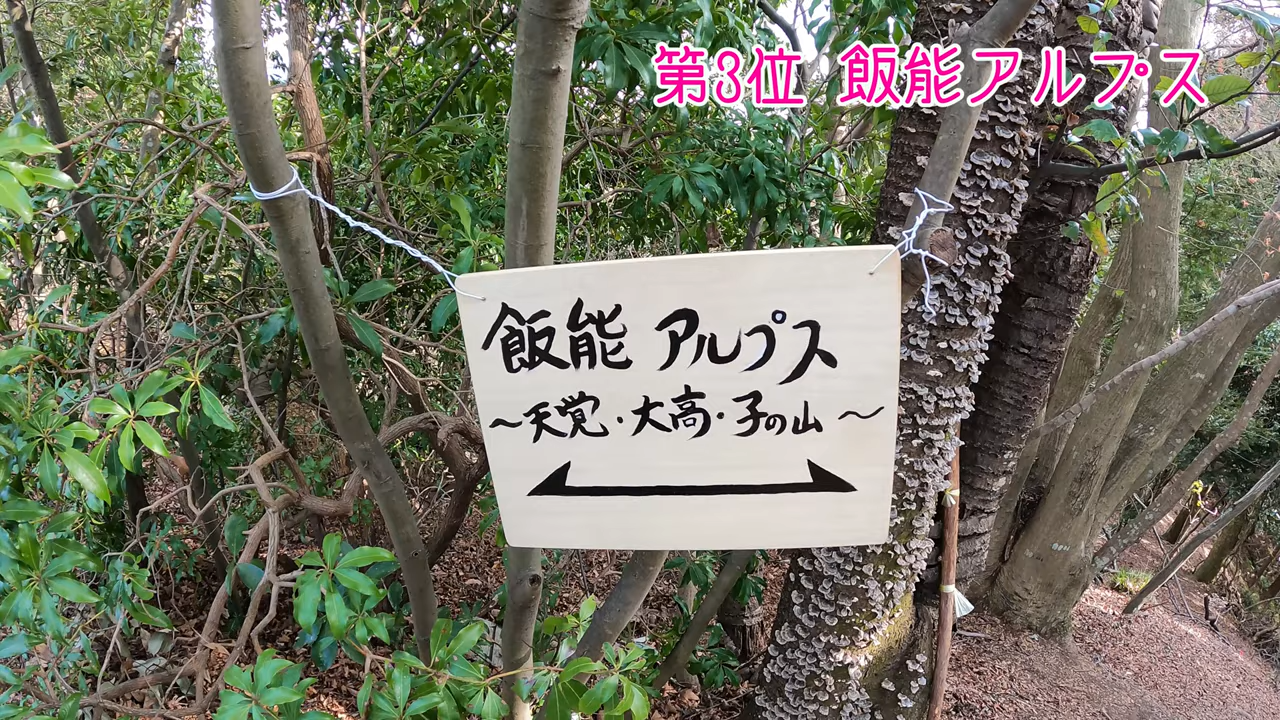 第3位 飯能アルプス
飯能 アルプス
～天覚・大高・子の山～